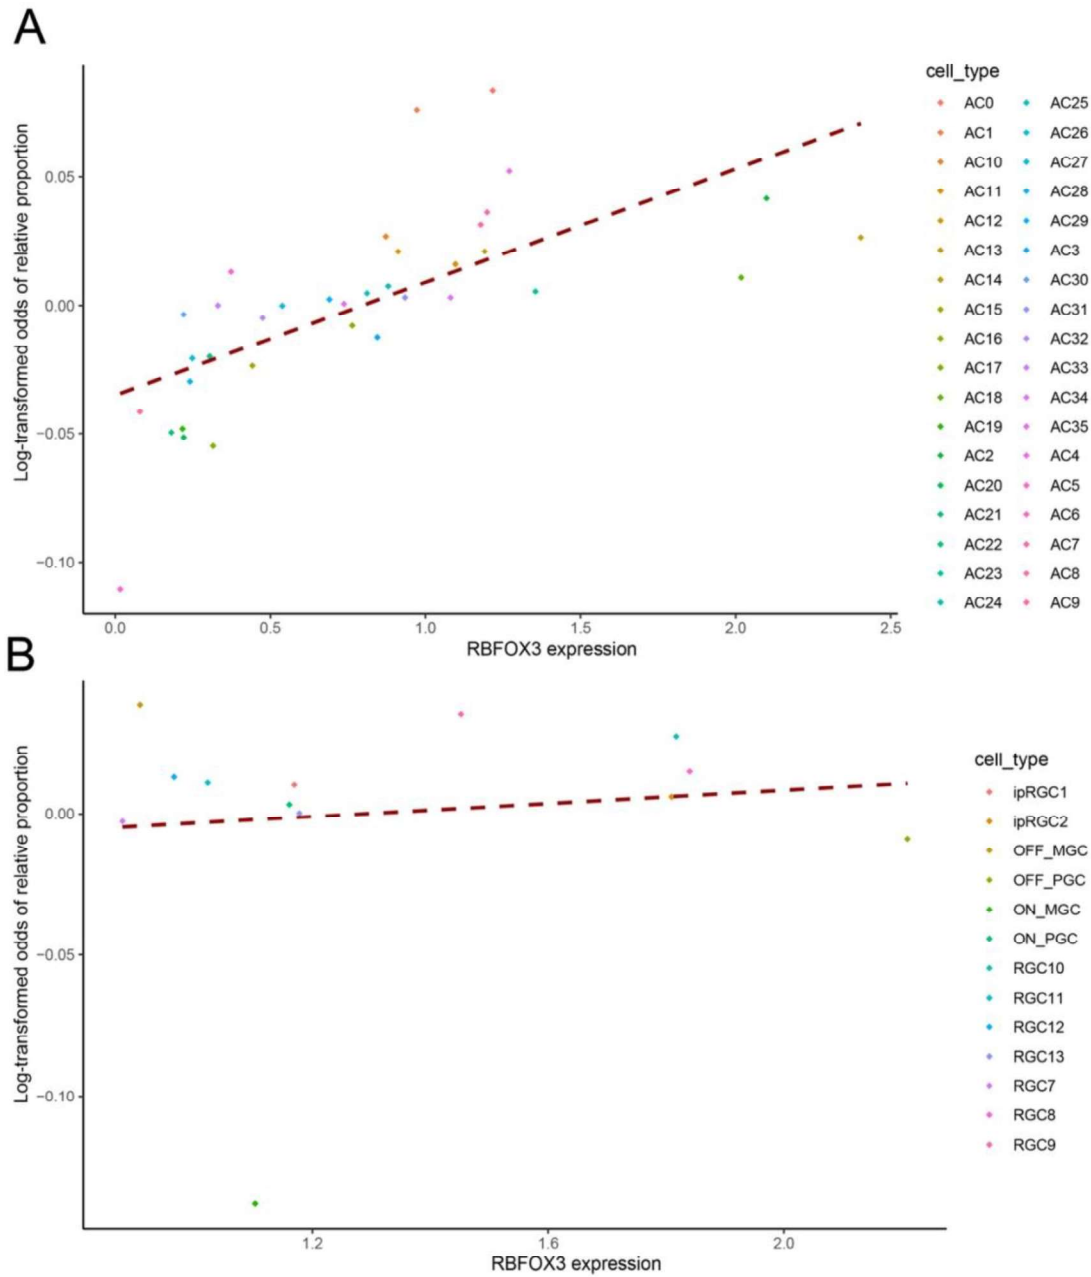 A
Log-transformed odds of relative proportion
0.05
0.00
−0.05
−0.10
0.0 0.5 1.0 1.5 2.0 2.5
RBFOX3 expression
cell_type
AC0 AC25
AC1 AC26
AC10 AC27
AC11 AC28
AC12 AC29
AC13 AC3
AC14 AC30
AC15 AC31
AC16 AC32
AC17 AC33
AC18 AC34
AC19 AC35
AC2 AC4
AC20 AC5
AC21 AC6
AC22 AC7
AC23 AC8
AC24 AC9
B
Log-transformed odds of relative proportion
0.00
−0.05
−0.10
1.2 1.6 2.0
RBFOX3 expression
cell_type
ipRGC1
ipRGC2
OFF_MGC
OFF_PGC
ON_MGC
ON_PGC
RGC10
RGC11
RGC12
RGC13
RGC7
RGC8
RGC9